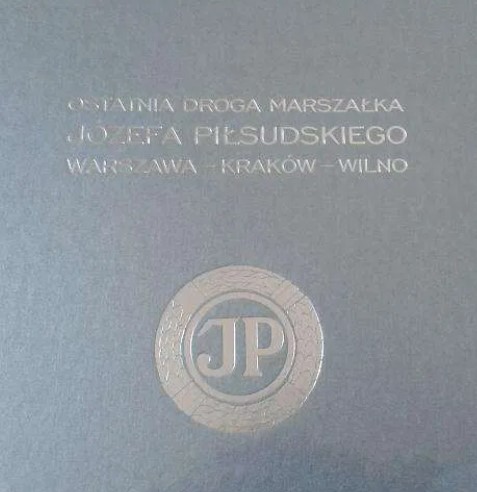 OSTATNIA DROGA MARSZAŁKA
JÓZEFA PIŁSUDSKIEGO
WARSZAWA – KRAKÓW – WILNO
JP